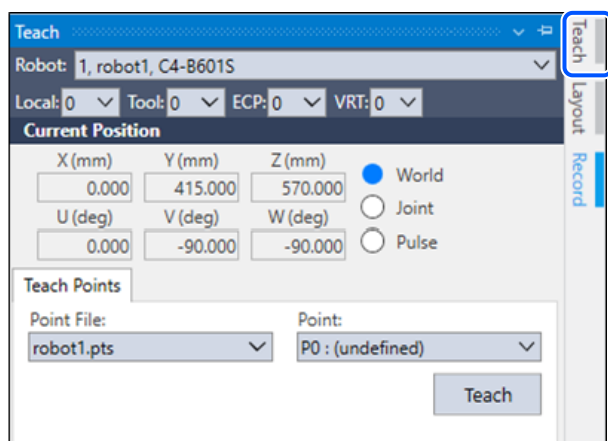 Teach
Robot: 1, robot1, C4-B601S
Local: 0 Tool: 0 ECP: 0 VRT: 0
Current Position
X (mm) Y (mm) Z (mm)
0.000 415.000 570.000
World
U (deg) V (deg) W (deg)
Joint
0.000 -90.000 -90.000
Pulse
Teach Points
Point File: Point:
robot1.pts P0 : (undefined)
Teach
Teach
Layout
Record